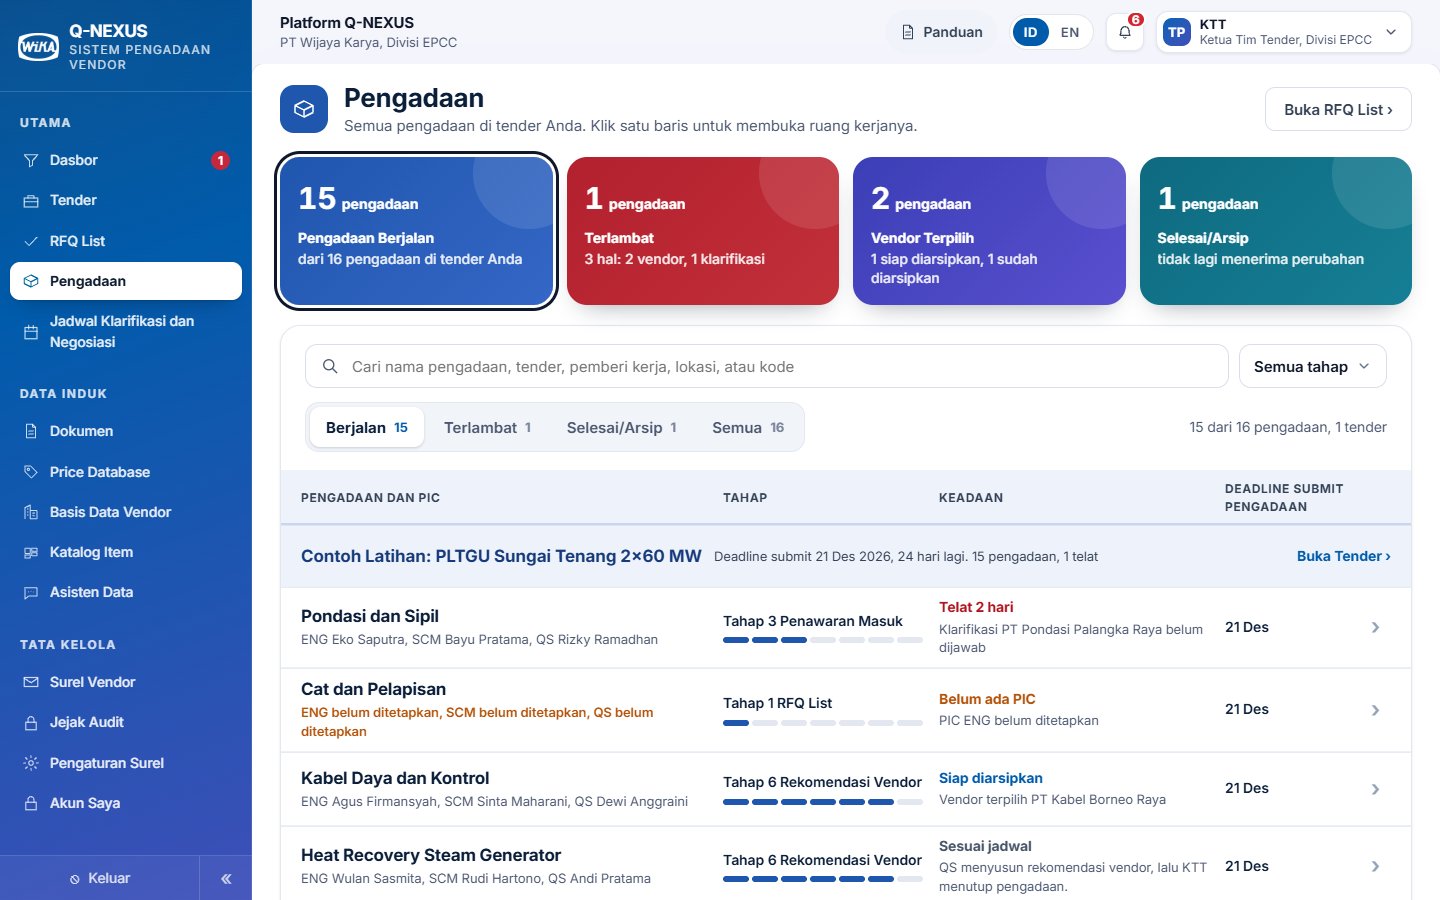 WiKA
Q-NEXUS
SISTEM PENGADAAN
VENDOR
UTAMA
Dasbor 1
Tender
RFQ List
Pengadaan
Jadwal Klarifikasi dan
Negosiasi
DATA INDUK
Dokumen
Price Database
Basis Data Vendor
Katalog Item
Asisten Data
TATA KELOLA
Surel Vendor
Jejak Audit
Pengaturan Surel
Akun Saya
Keluar «
Platform Q-NEXUS
PT Wijaya Karya, Divisi EPCC
Panduan
ID EN
6
TP
KTT
Ketua Tim Tender, Divisi EPCC
Pengadaan
Semua pengadaan di tender Anda. Klik satu baris untuk membuka ruang kerjanya.
Buka RFQ List ›
15 pengadaan
Pengadaan Berjalan
dari 16 pengadaan di tender Anda
1 pengadaan
Terlambat
3 hal: 2 vendor, 1 klarifikasi
2 pengadaan
Vendor Terpilih
1 siap diarsipkan, 1 sudah
diarsipkan
1 pengadaan
Selesai/Arsip
tidak lagi menerima perubahan
Cari nama pengadaan, tender, pemberi kerja, lokasi, atau kode
Semua tahap
Berjalan 15
Terlambat 1
Selesai/Arsip 1
Semua 16
15 dari 16 pengadaan, 1 tender
PENGADAAN DAN PIC
TAHAP
KEADAAN
DEADLINE SUBMIT
PENGADAAN
Contoh Latihan: PLTGU Sungai Tenang 2×60 MW
Deadline submit 21 Des 2026, 24 hari lagi. 15 pengadaan, 1 telat
Buka Tender ›
Pondasi dan Sipil
ENG Eko Saputra, SCM Bayu Pratama, QS Rizky Ramadhan
Tahap 3 Penawaran Masuk
Telat 2 hari
Klarifikasi PT Pondasi Palangka Raya belum
dijawab
21 Des
Cat dan Pelapisan
ENG belum ditetapkan, SCM belum ditetapkan, QS belum
ditetapkan
Tahap 1 RFQ List
Belum ada PIC
PIC ENG belum ditetapkan
21 Des
Kabel Daya dan Kontrol
ENG Agus Firmansyah, SCM Sinta Maharani, QS Dewi Anggraini
Tahap 6 Rekomendasi Vendor
Siap diarsipkan
Vendor terpilih PT Kabel Borneo Raya
21 Des
Heat Recovery Steam Generator
ENG Wulan Sasmita, SCM Rudi Hartono, QS Andi Pratama
Tahap 6 Rekomendasi Vendor
Sesuai jadwal
QS menyusun rekomendasi vendor, lalu KTT
menutup pengadaan.
21 Des